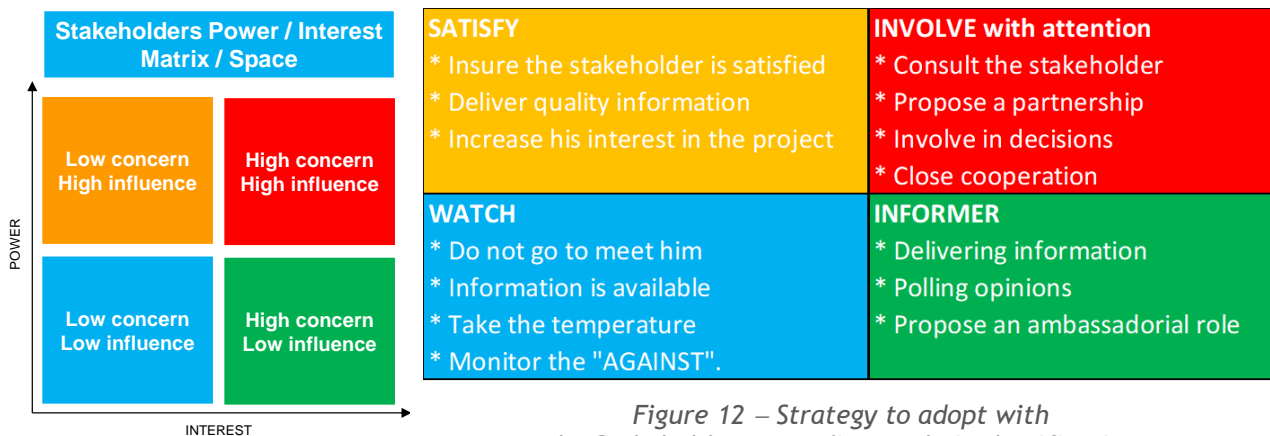 Stakeholders Power / Interest
Matrix / Space
POWER
Low concern
High influence
High concern
High influence
Low concern
Low influence
High concern
Low influence
INTEREST
SATISFY
* Insure the stakeholder is satisfied
* Deliver quality information
* Increase his interest in the project
INVOLVE with attention
* Consult the stakeholder
* Propose a partnership
* Involve in decisions
* Close cooperation
WATCH
* Do not go to meet him
* Information is available
* Take the temperature
* Monitor the "AGAINST".
INFORMER
* Delivering information
* Polling opinions
* Propose an ambassadorial role
Figure 12 – Strategy to adopt with